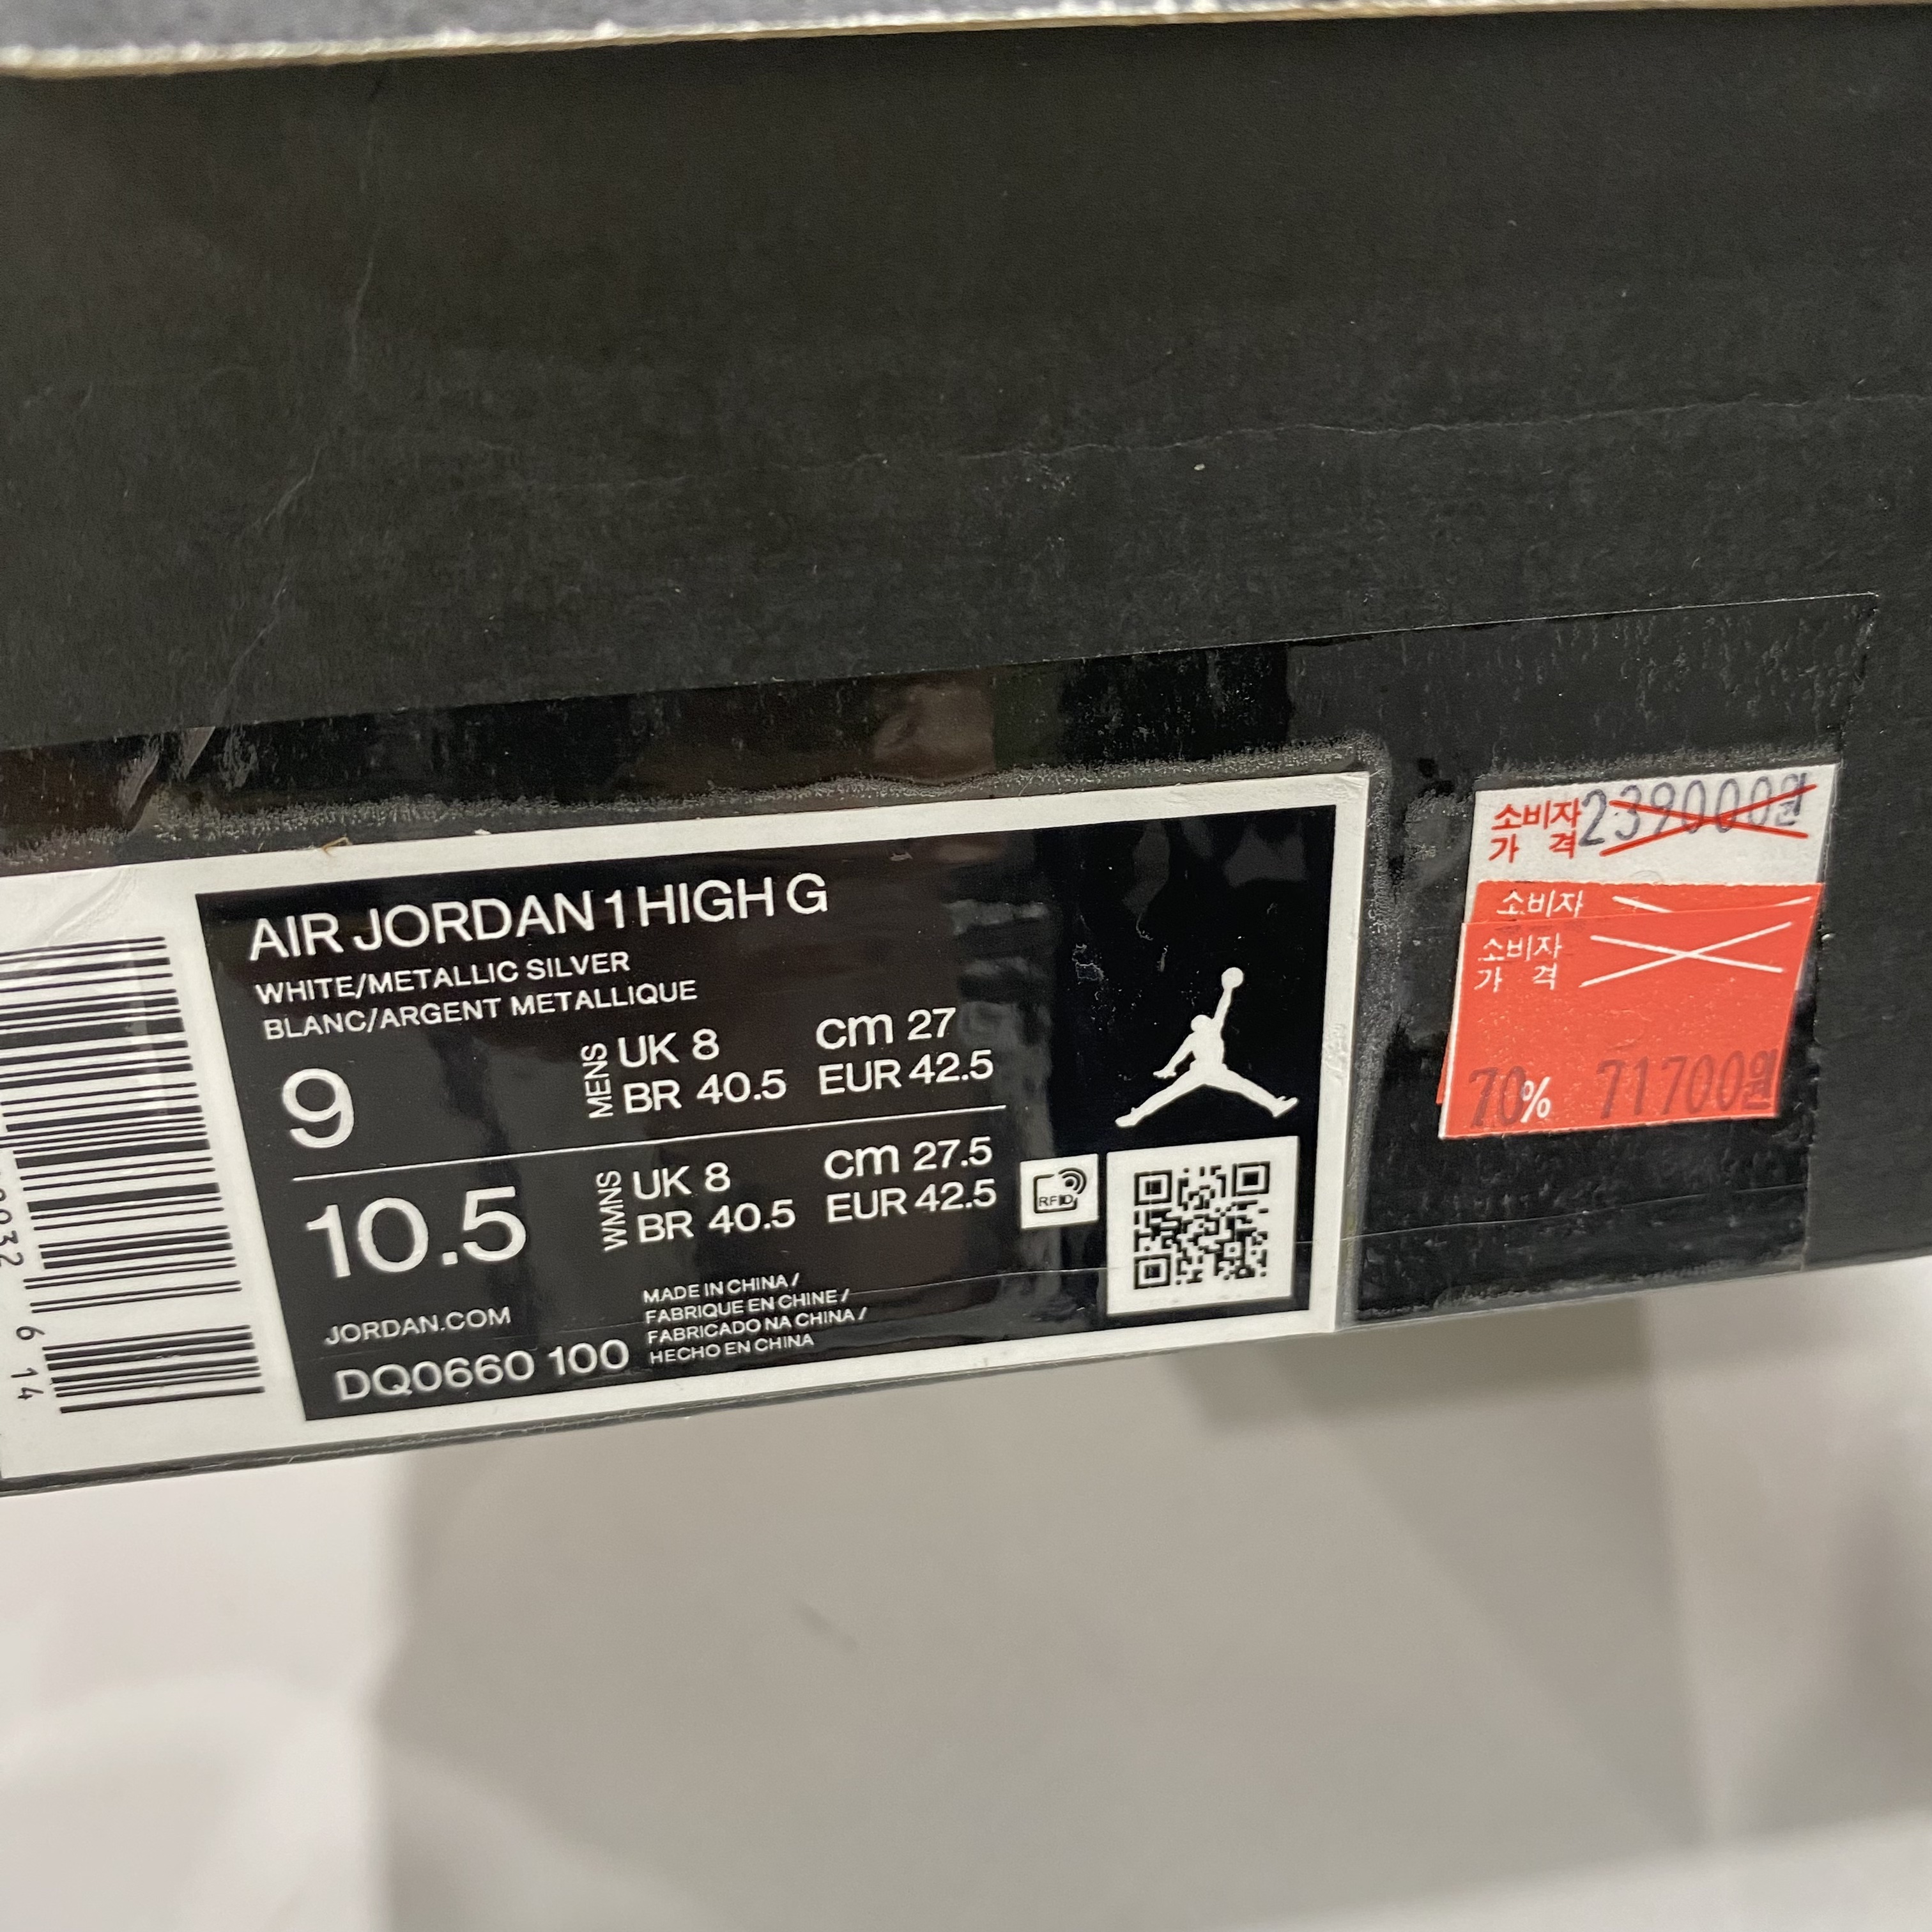 AIR JORDAN 1 HIGH G
WHITE/METALLIC SILVER
BLANC/ARGENT METALLIQUE
9
MENS
UK 8
cm 27
BR 40.5
EUR 42.5
10.5
WMNS
UK 8
cm 27.5
BR 40.5
EUR 42.5
RFID
JORDAN.COM
DQ0660 100
MADE IN CHINA /
FABRIQUE EN CHINE /
FABRICADO NA CHINA /
HECHO EN CHINA
6 14
소비자
가 격
239000원
소비자
소비자
가 격
70% 71700원